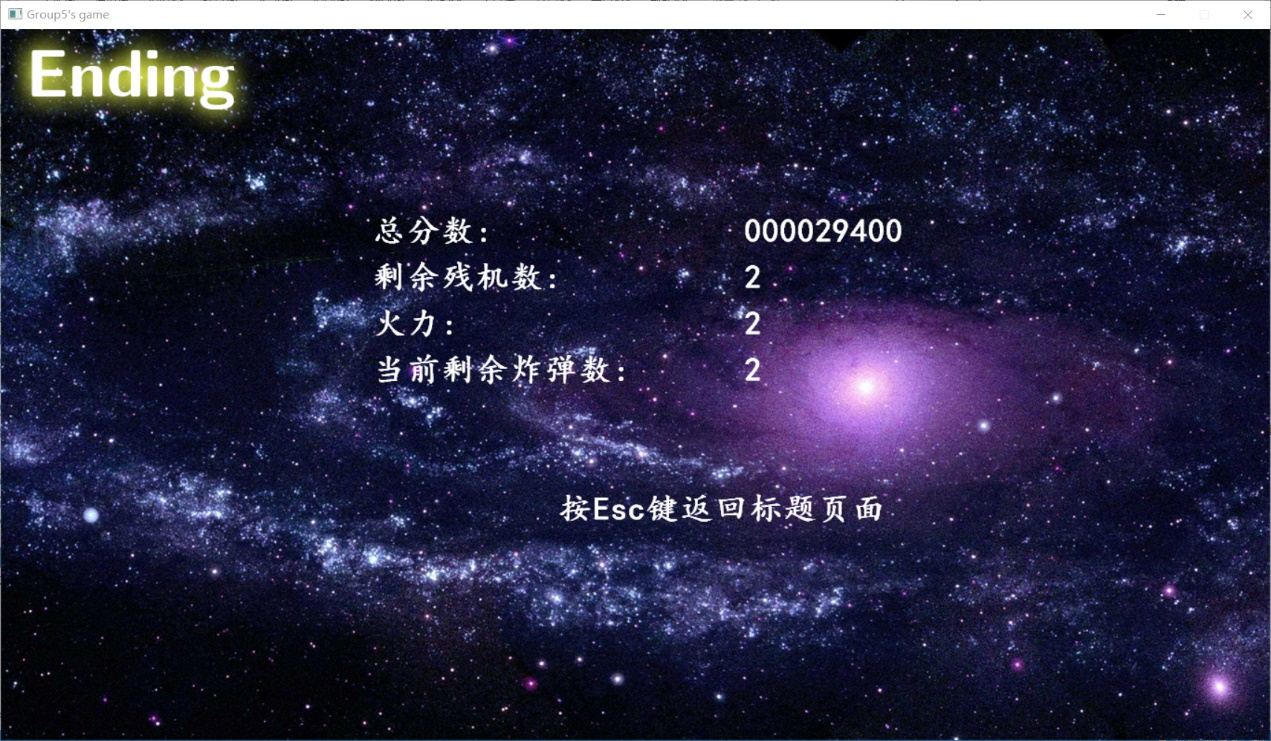 Group5's game
Ending
总分数: 000029400
剩余残机数: 2
火力: 2
当前剩余炸弹数: 2
按Esc键返回标题页面